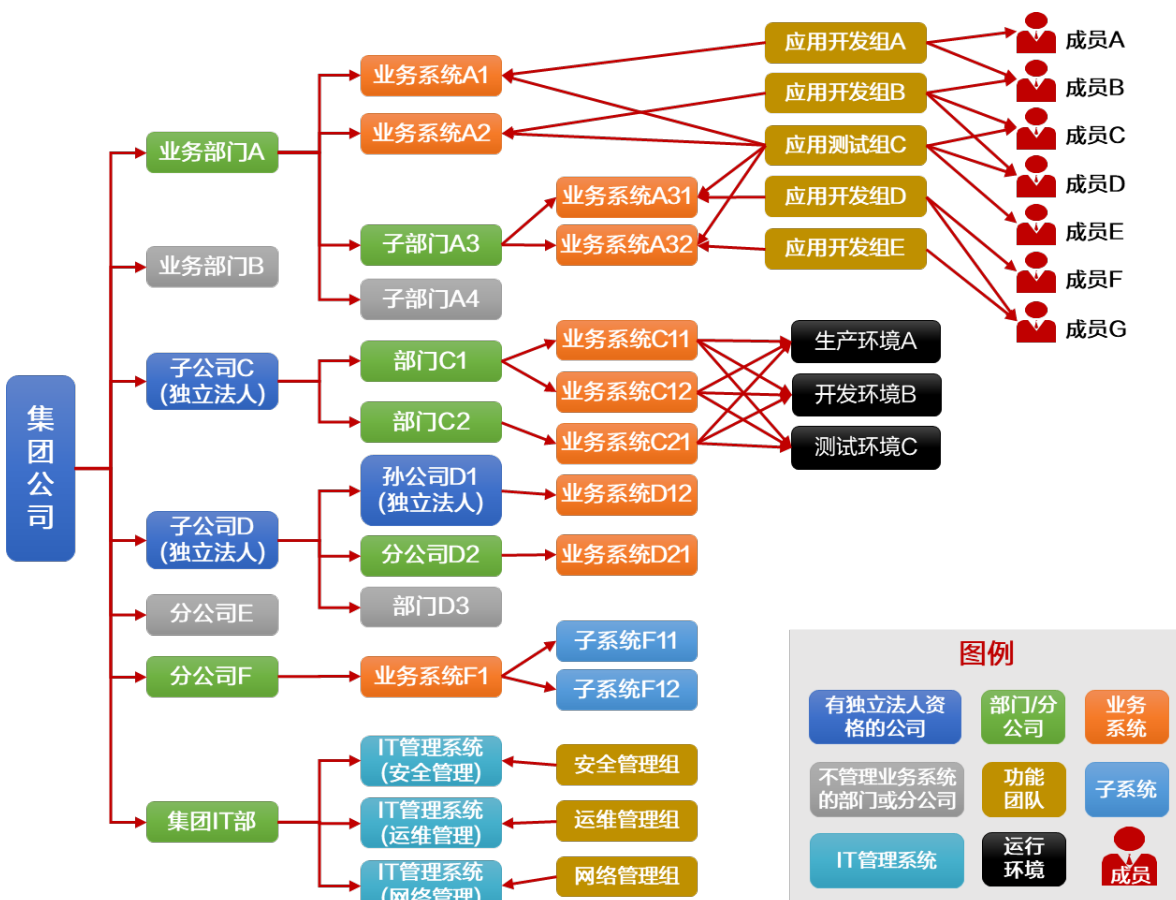 集
团
公
司
业务部门A
业务部门B
子公司C
(独立法人)
子公司D
(独立法人)
分公司E
分公司F
集团IT部
业务系统A1
业务系统A2
子部门A3
子部门A4
部门C1
部门C2
孙公司D1
(独立法人)
分公司D2
部门D3
业务系统F1
IT管理系统
(安全管理)
IT管理系统
(运维管理)
IT管理系统
(网络管理)
业务系统A31
业务系统A32
业务系统C11
业务系统C12
业务系统C21
业务系统D12
业务系统D21
子系统F11
子系统F12
安全管理组
运维管理组
网络管理组
应用开发组A
应用开发组B
应用测试组C
应用开发组D
应用开发组E
生产环境A
开发环境B
测试环境C
成员A
成员B
成员C
成员D
成员E
成员F
成员G
图例
有独立法人资
格的公司
部门/分
公司
业务
系统
不管理业务系统
的部门或分公司
功能
团队
子系统
IT管理系统
运行
环境
成员